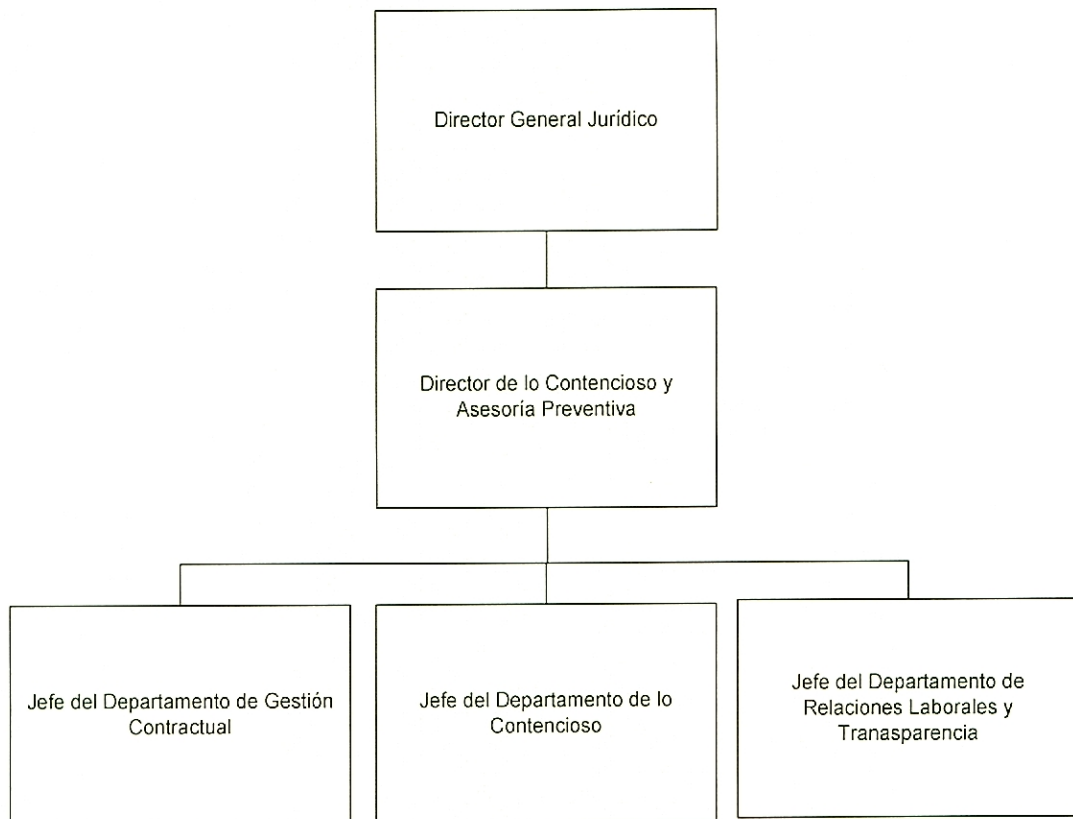 Director General Jurídico
Director de lo Contencioso y
Asesoría Preventiva
Jefe del Departamento de Gestión
Contractual
Jefe del Departamento de lo
Contencioso
Jefe del Departamento de
Relaciones Laborales y
Tranasparencia